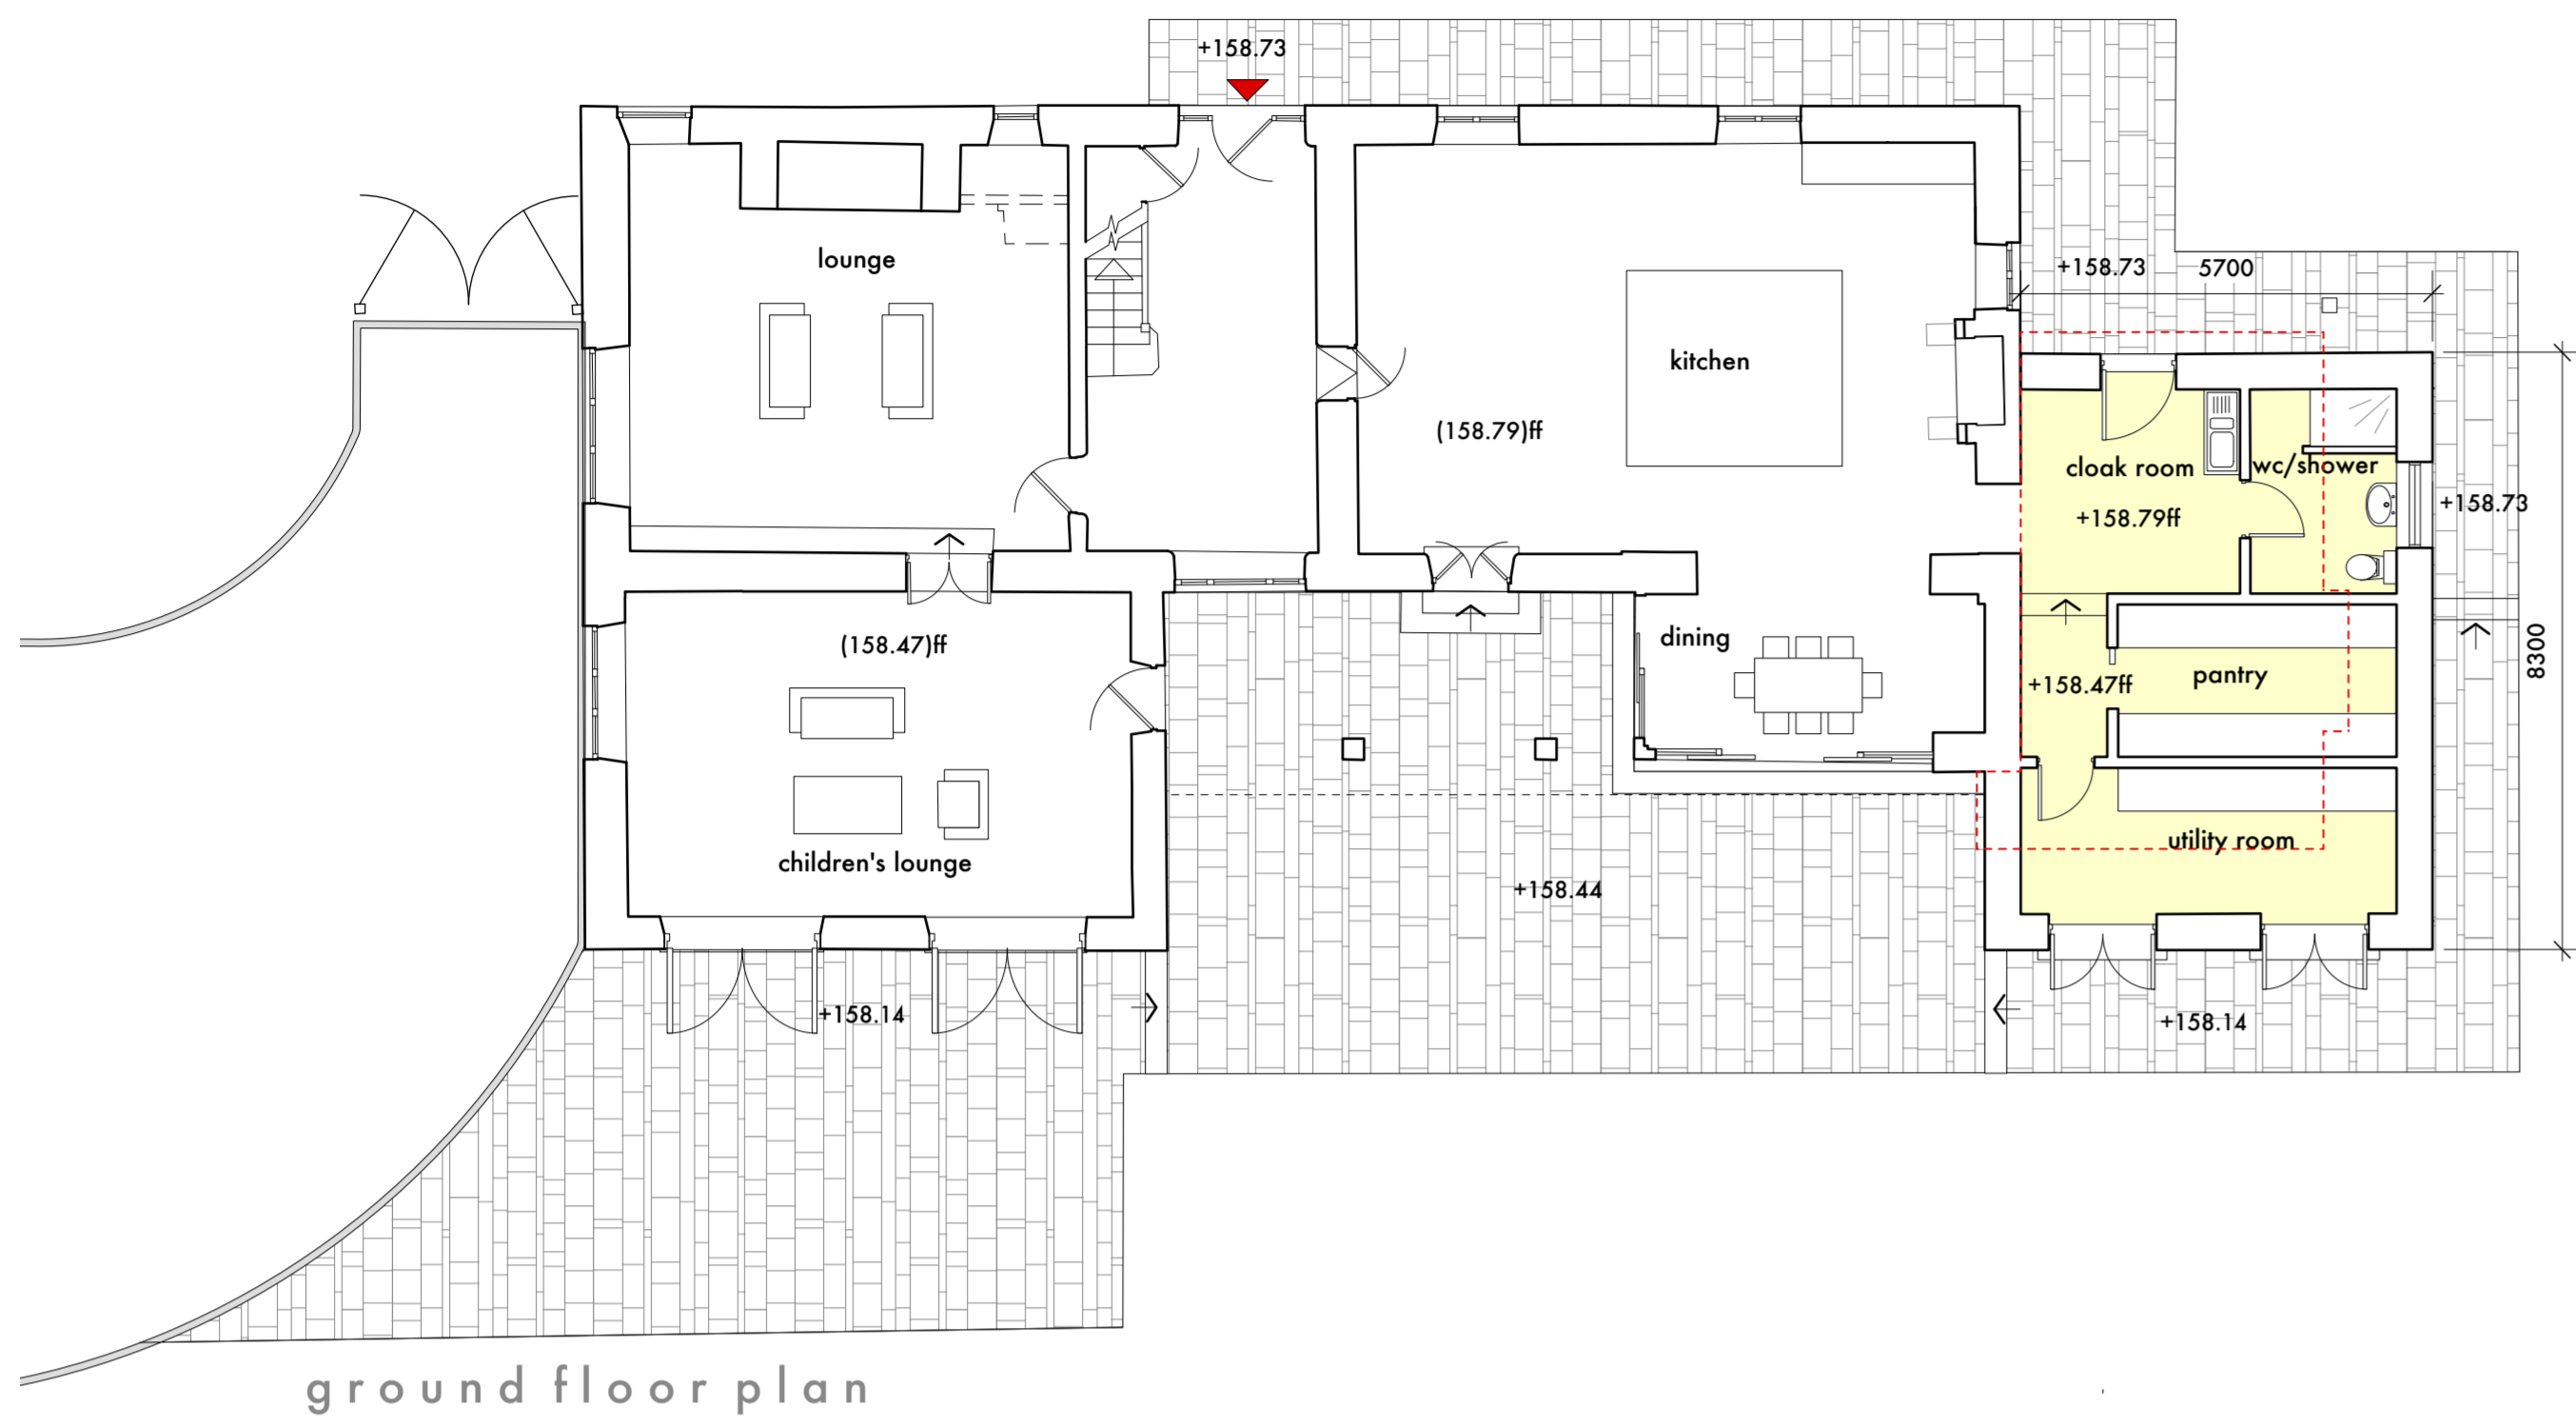 +158.73
lounge
+158.73
5700
kitchen
(158.79)ff
cloak room
wc/shower
+158.79ff
+158.73
(158.47)ff
dining
8300
+158.47ff
pantry
utility room
children's lounge
+158.44
+158.14
+158.14
ground floor plan